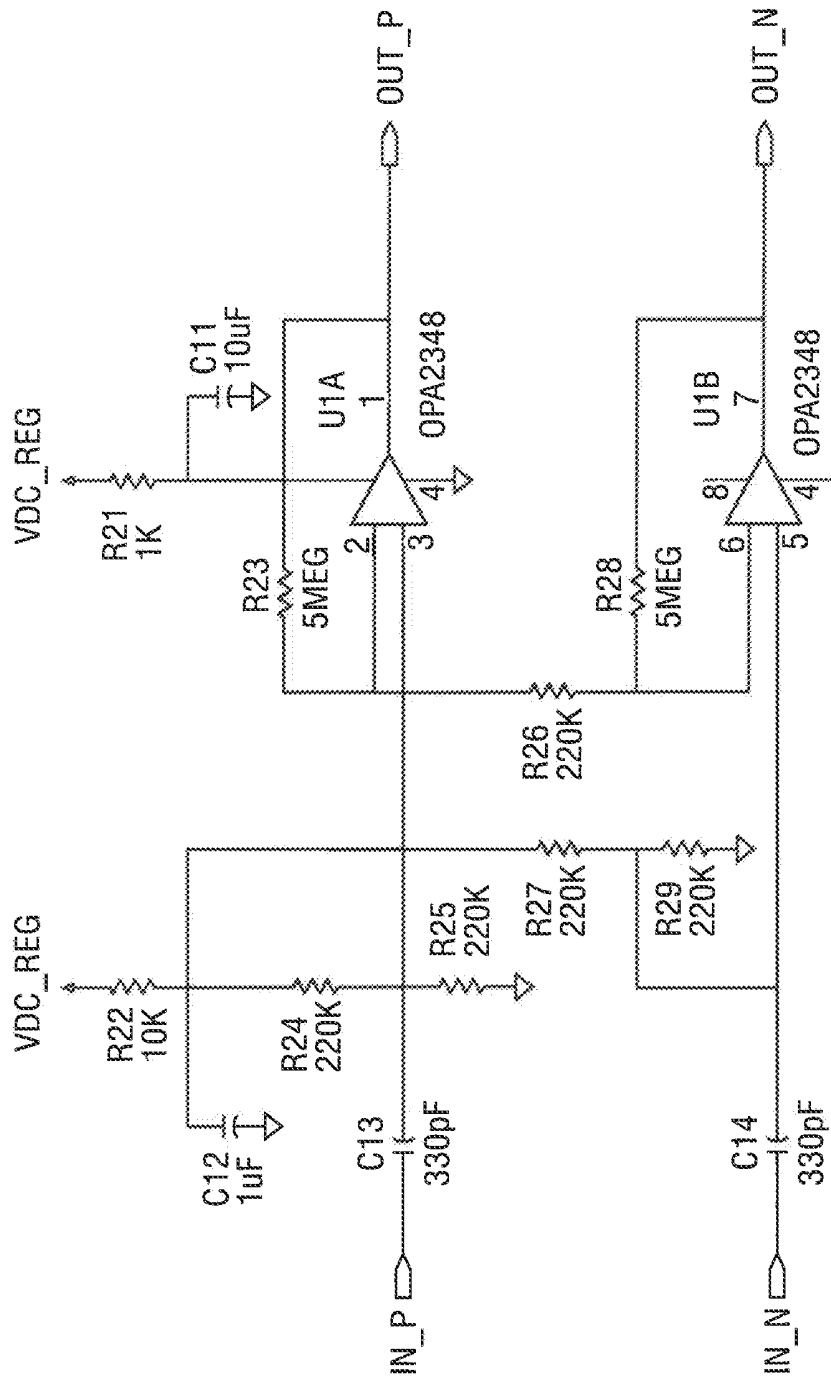 VDC_REG
R21
1K
C11
10uF
VDC_REG
R22
10K
C12
1uF
R24
220K
R25
220K
C13
330pF
IN_P
R23
5MEG
2
3
4
U1A
1
OPA2348
OUT_P
R26
220K
R27
220K
R29
220K
R28
5MEG
8
6
5
4
U1B
7
OPA2348
OUT_N
C14
330pF
IN_N